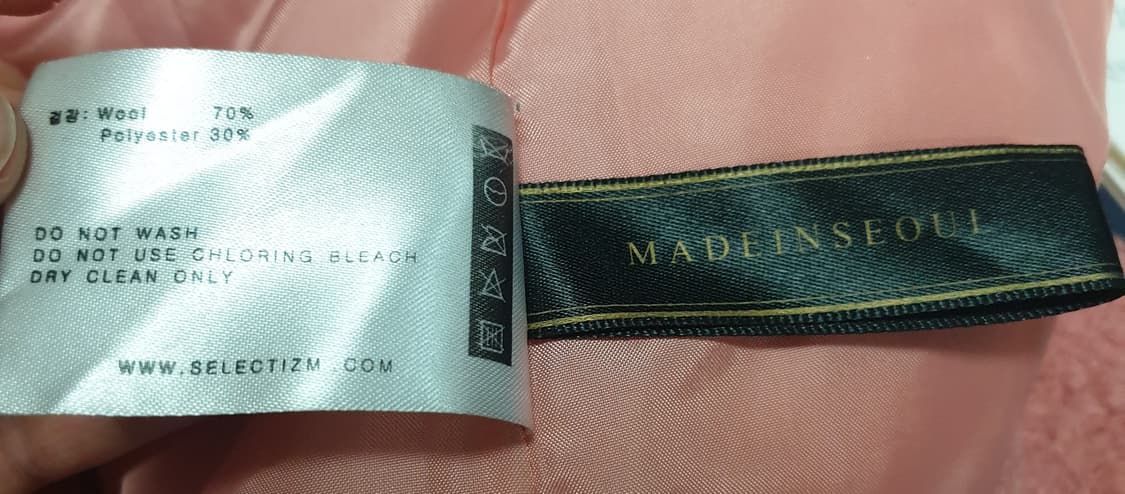 겉감: Wool 70%
Polyester 30%
DO NOT WASH
DO NOT USE CHLORING BLEACH
DRY CLEAN ONLY
WWW.SELECTIZM.COM
MADEINSEOUL